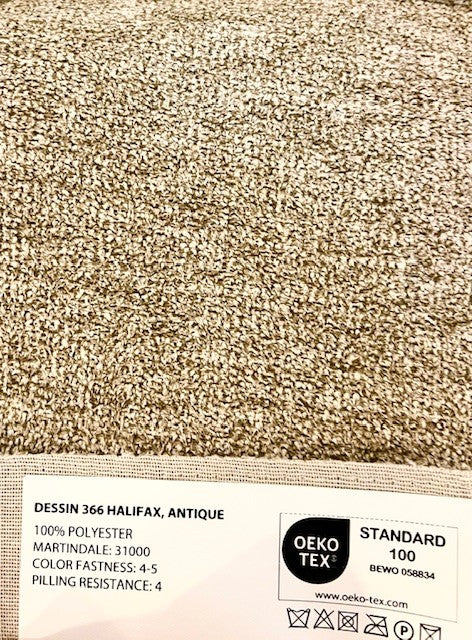 DESSIN 366 HALIFAX, ANTIQUE
100% POLYESTER
MARTINDALE: 31000
COLOR FASTNESS: 4-5
PILLING RESISTANCE: 4
OEKO
TEX®
STANDARD
100
BEWO 058834
www.oeko-tex.com
P